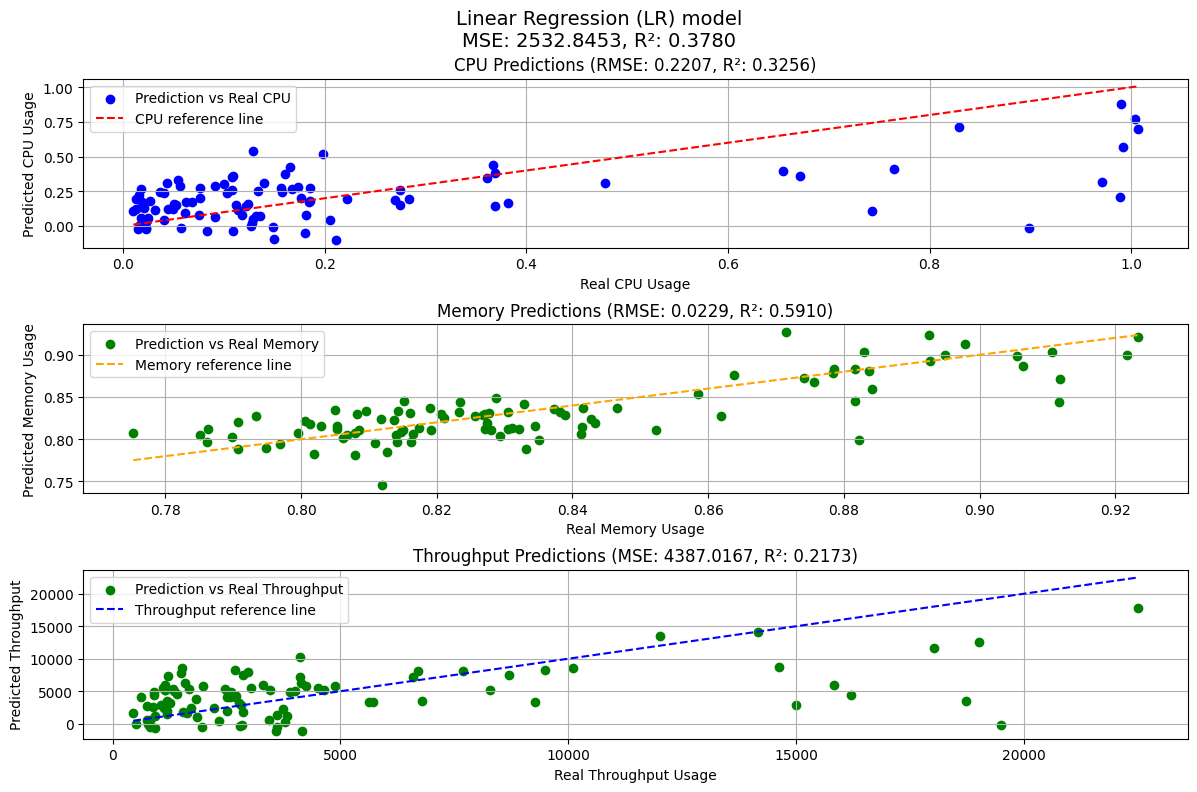 Linear Regression (LR) model
MSE: 2532.8453, R²: 0.3780
CPU Predictions (RMSE: 0.2207, R²: 0.3256)
Predicted CPU Usage
1.00
0.75
0.50
0.25
0.00
Prediction vs Real CPU
CPU reference line
0.0 0.2 0.4 0.6 0.8 1.0
Real CPU Usage
Memory Predictions (RMSE: 0.0229, R²: 0.5910)
Predicted Memory Usage
0.90
0.85
0.80
0.75
Prediction vs Real Memory
Memory reference line
0.78 0.80 0.82 0.84 0.86 0.88 0.90 0.92
Real Memory Usage
Throughput Predictions (MSE: 4387.0167, R²: 0.2173)
Predicted Throughput
20000
15000
10000
5000
0
Prediction vs Real Throughput
Throughput reference line
0 5000 10000 15000 20000
Real Throughput Usage